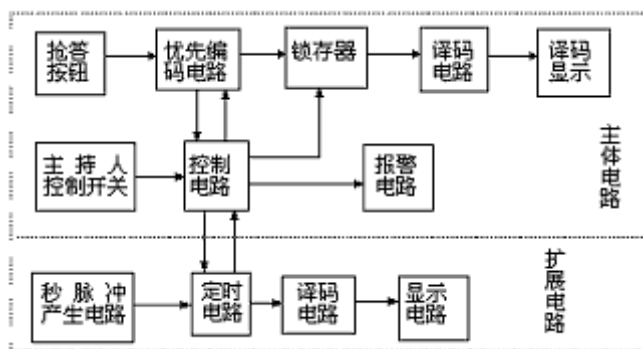 抢答
按钮
优先编
码电路
锁存器
译码
电路
译码
显示
主持人
控制开关
控制
电路
报警
电路
主体电路
秒脉冲
产生电路
定时
电路
译码
电路
显示
电路
扩展电路